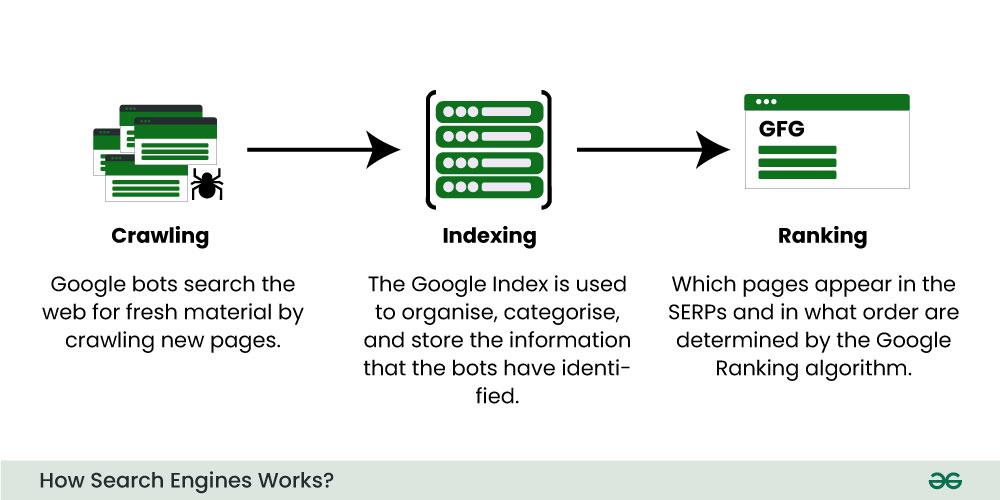 GFG
Crawling
Google bots search the
web for fresh material by
crawling new pages.
Indexing
The Google Index is used
to organise, categorise,
and store the information
that the bots have identi-
fied.
Ranking
Which pages appear in the
SERPs and in what order are
determined by the Google
Ranking algorithm.
How Search Engines Works?